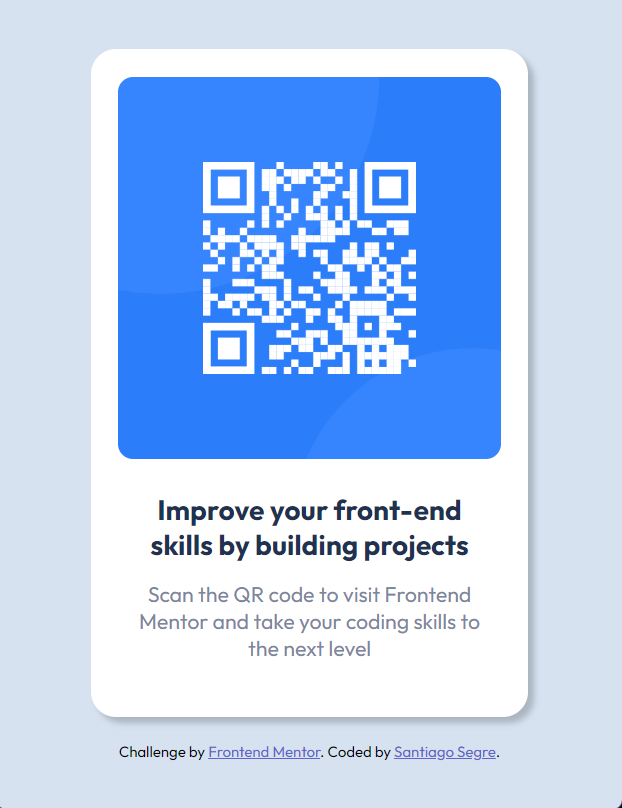 Improve your front-end
skills by building projects
Scan the QR code to visit Frontend
Mentor and take your coding skills to
the next level
Challenge by Frontend Mentor. Coded by Santiago Segre.